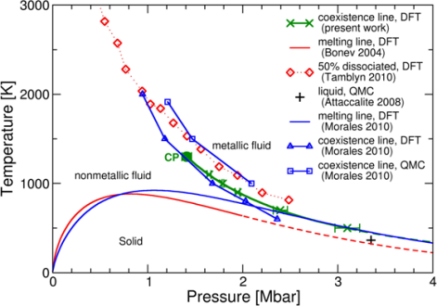 3000
2000
1000
0
0
1
2
3
4
Temperature [K]
Pressure [Mbar]
coexistence line, DFT
(present work)
melting line, DFT
(Bonev 2004)
50% dissociated, DFT
(Tamblyn 2010)
liquid, QMC
(Attaccalite 2008)
melting line, DFT
(Morales 2010)
coexistence line, DFT
(Morales 2010)
coexistence line, QMC
(Morales 2010)
metallic fluid
CP
nonmetallic fluid
Solid